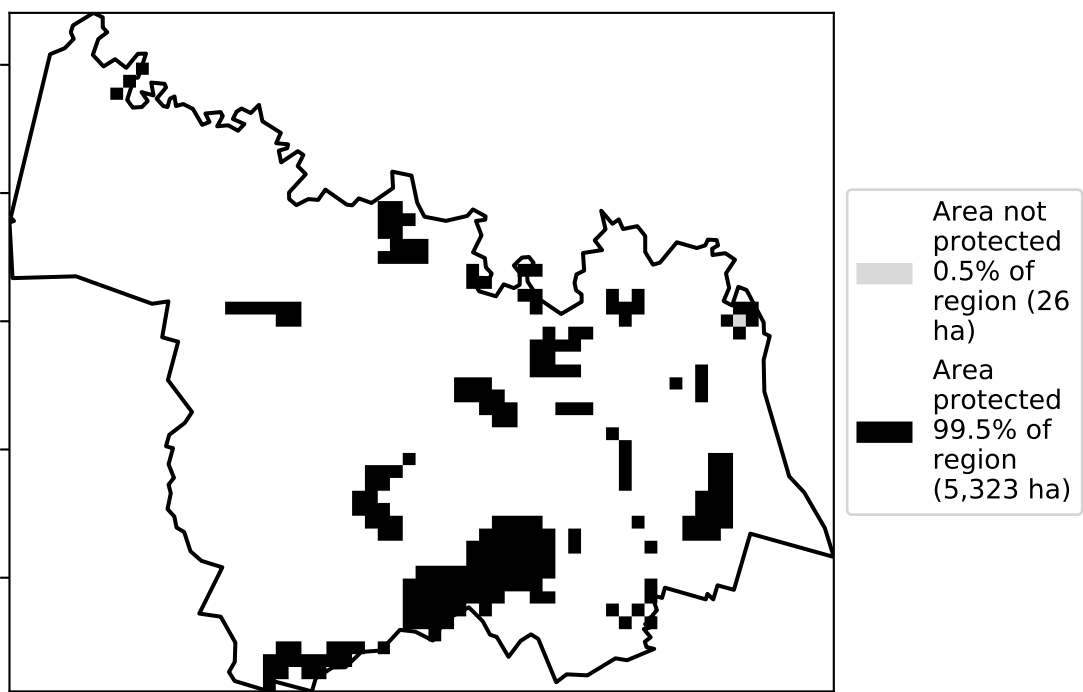 Area not
protected
0.5% of
region (26
ha)
Area
protected
99.5% of
region
(5,323 ha)